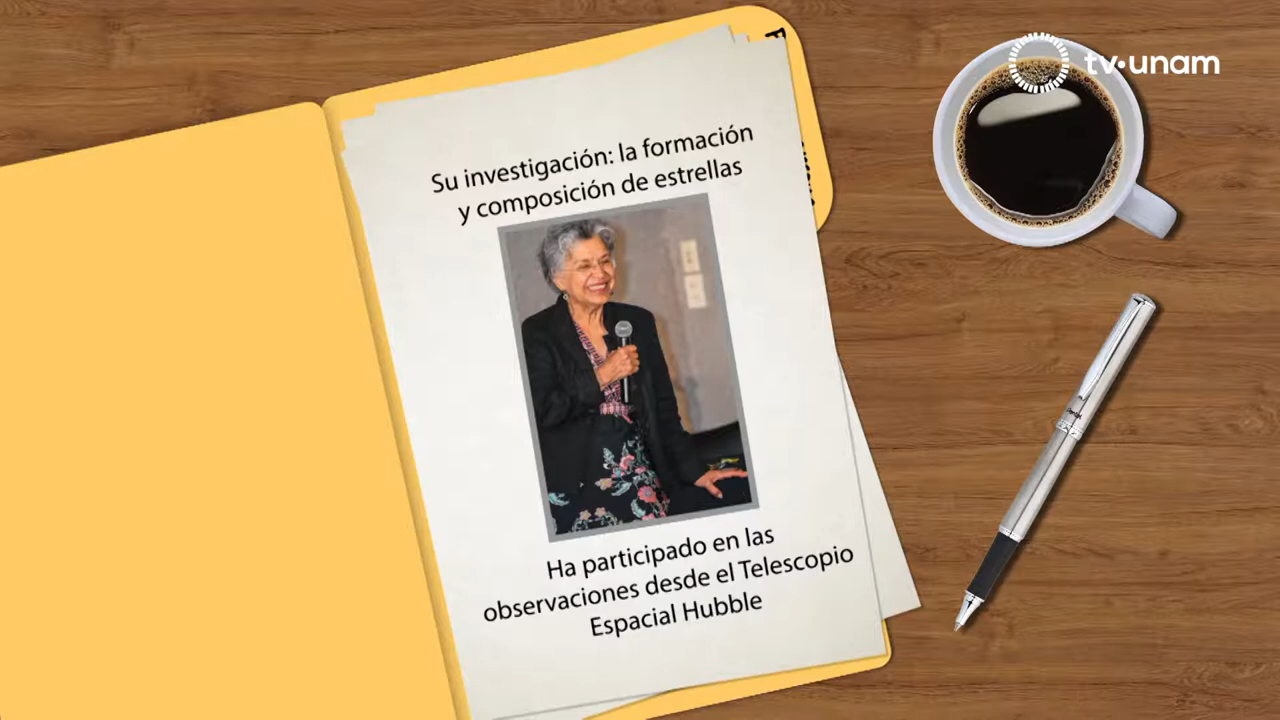 tv·unam
Su investigación: la formación
y composición de estrellas
Ha participado en las
observaciones desde el Telescopio
Espacial Hubble